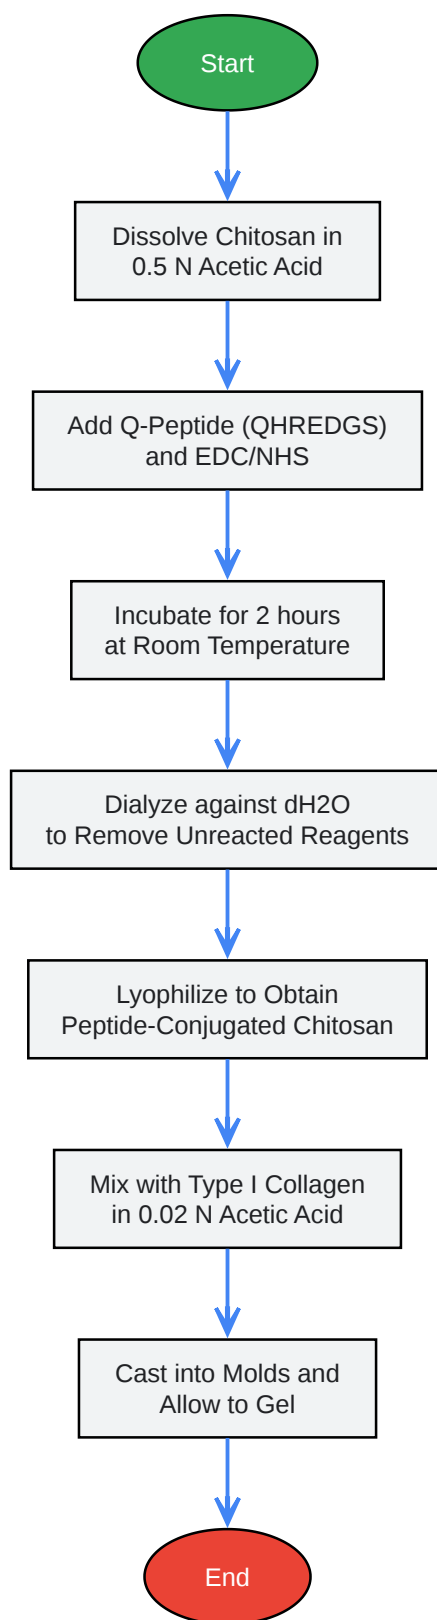 Start
Dissolve Chitosan in
0.5 N Acetic Acid
Add Q-Peptide (QHREDGS)
and EDC/NHS
Incubate for 2 hours
at Room Temperature
Dialyze against dH2O
to Remove Unreacted Reagents
Lyophilize to Obtain
Peptide-Conjugated Chitosan
Mix with Type I Collagen
in 0.02 N Acetic Acid
Cast into Molds and
Allow to Gel
End